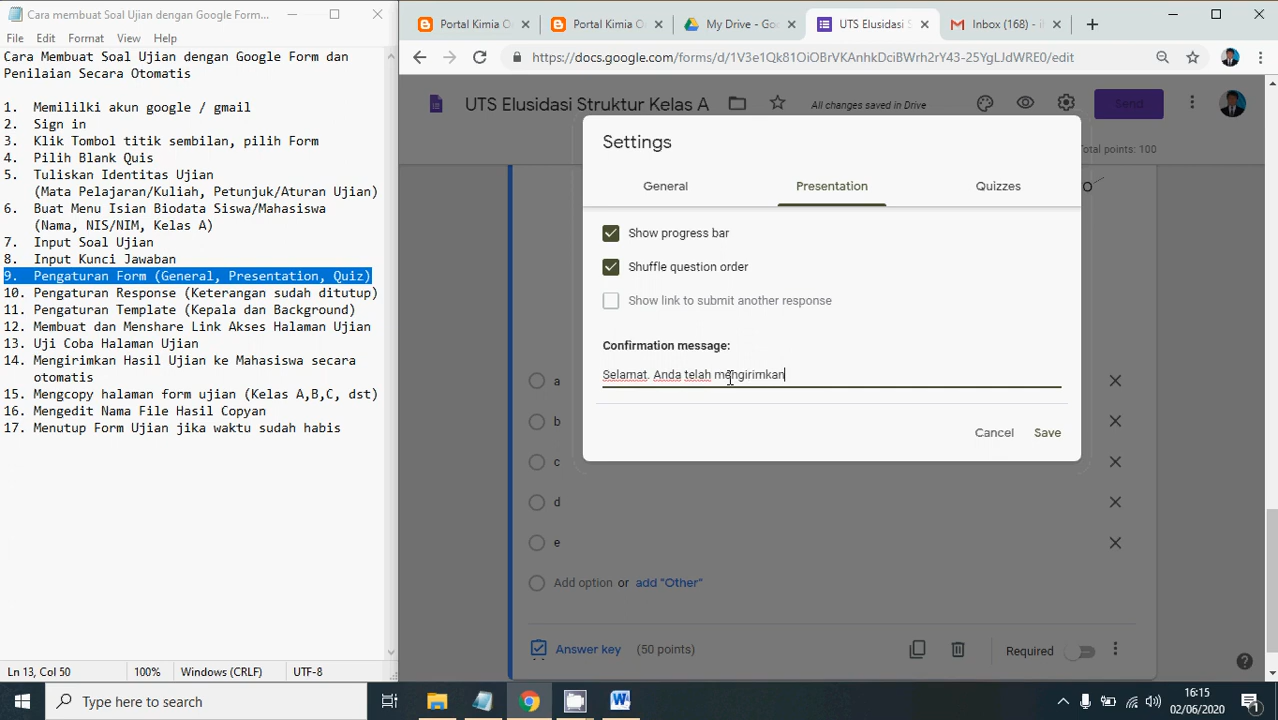 Cara membuat Soal Ujian dengan Google Form...
File Edit Format View Help
Cara Membuat Soal Ujian dengan Google Form dan
Penilaian Secara Otomatis
1. Memililki akun google / gmail
2. Sign in
3. Klik Tombol titik sembilan, pilih Form
4. Pilih Blank Quis
5. Tuliskan Identitas Ujian
(Mata Pelajaran/Kuliah, Petunjuk/Aturan Ujian)
6. Buat Menu Isian Biodata Siswa/Mahasiswa
(Nama, NIS/NIM, Kelas A)
7. Input Soal Ujian
8. Input Kunci Jawaban
9. Pengaturan Form (General, Presentation, Quiz)
10. Pengaturan Response (Keterangan sudah ditutup)
11. Pengaturan Template (Kepala dan Background)
12. Membuat dan Menshare Link Akses Halaman Ujian
13. Uji Coba Halaman Ujian
14. Mengirimkan Hasil Ujian ke Mahasiswa secara
otomatis
15. Mengcopy halaman form ujian (Kelas A,B,C, dst)
16. Mengedit Nama File Hasil Copyan
17. Menutup Form Ujian jika waktu sudah habis
Ln 13, Col 50 100% Windows (CRLF) UTF-8
Portal Kimia O Portal Kimia O My Drive - Goo UTS Elusidasi S Inbox (168) - i
https://docs.google.com/forms/d/1V3e1Qk81OiOBrVKAnhkDciBWrh2rY43-25YgLJdWRE0/edit
UTS Elusidasi Struktur Kelas A All changes saved in Drive Send
Total points: 100
Settings
General Presentation Quizzes
Show progress bar
Shuffle question order
Show link to submit another response
Confirmation message:
Selamat. Anda telah mengirimkan
Cancel Save
a
b
c
d
e
Add option or add "Other"
Answer key (50 points) Required
Type here to search
16:15
02/06/2020
1